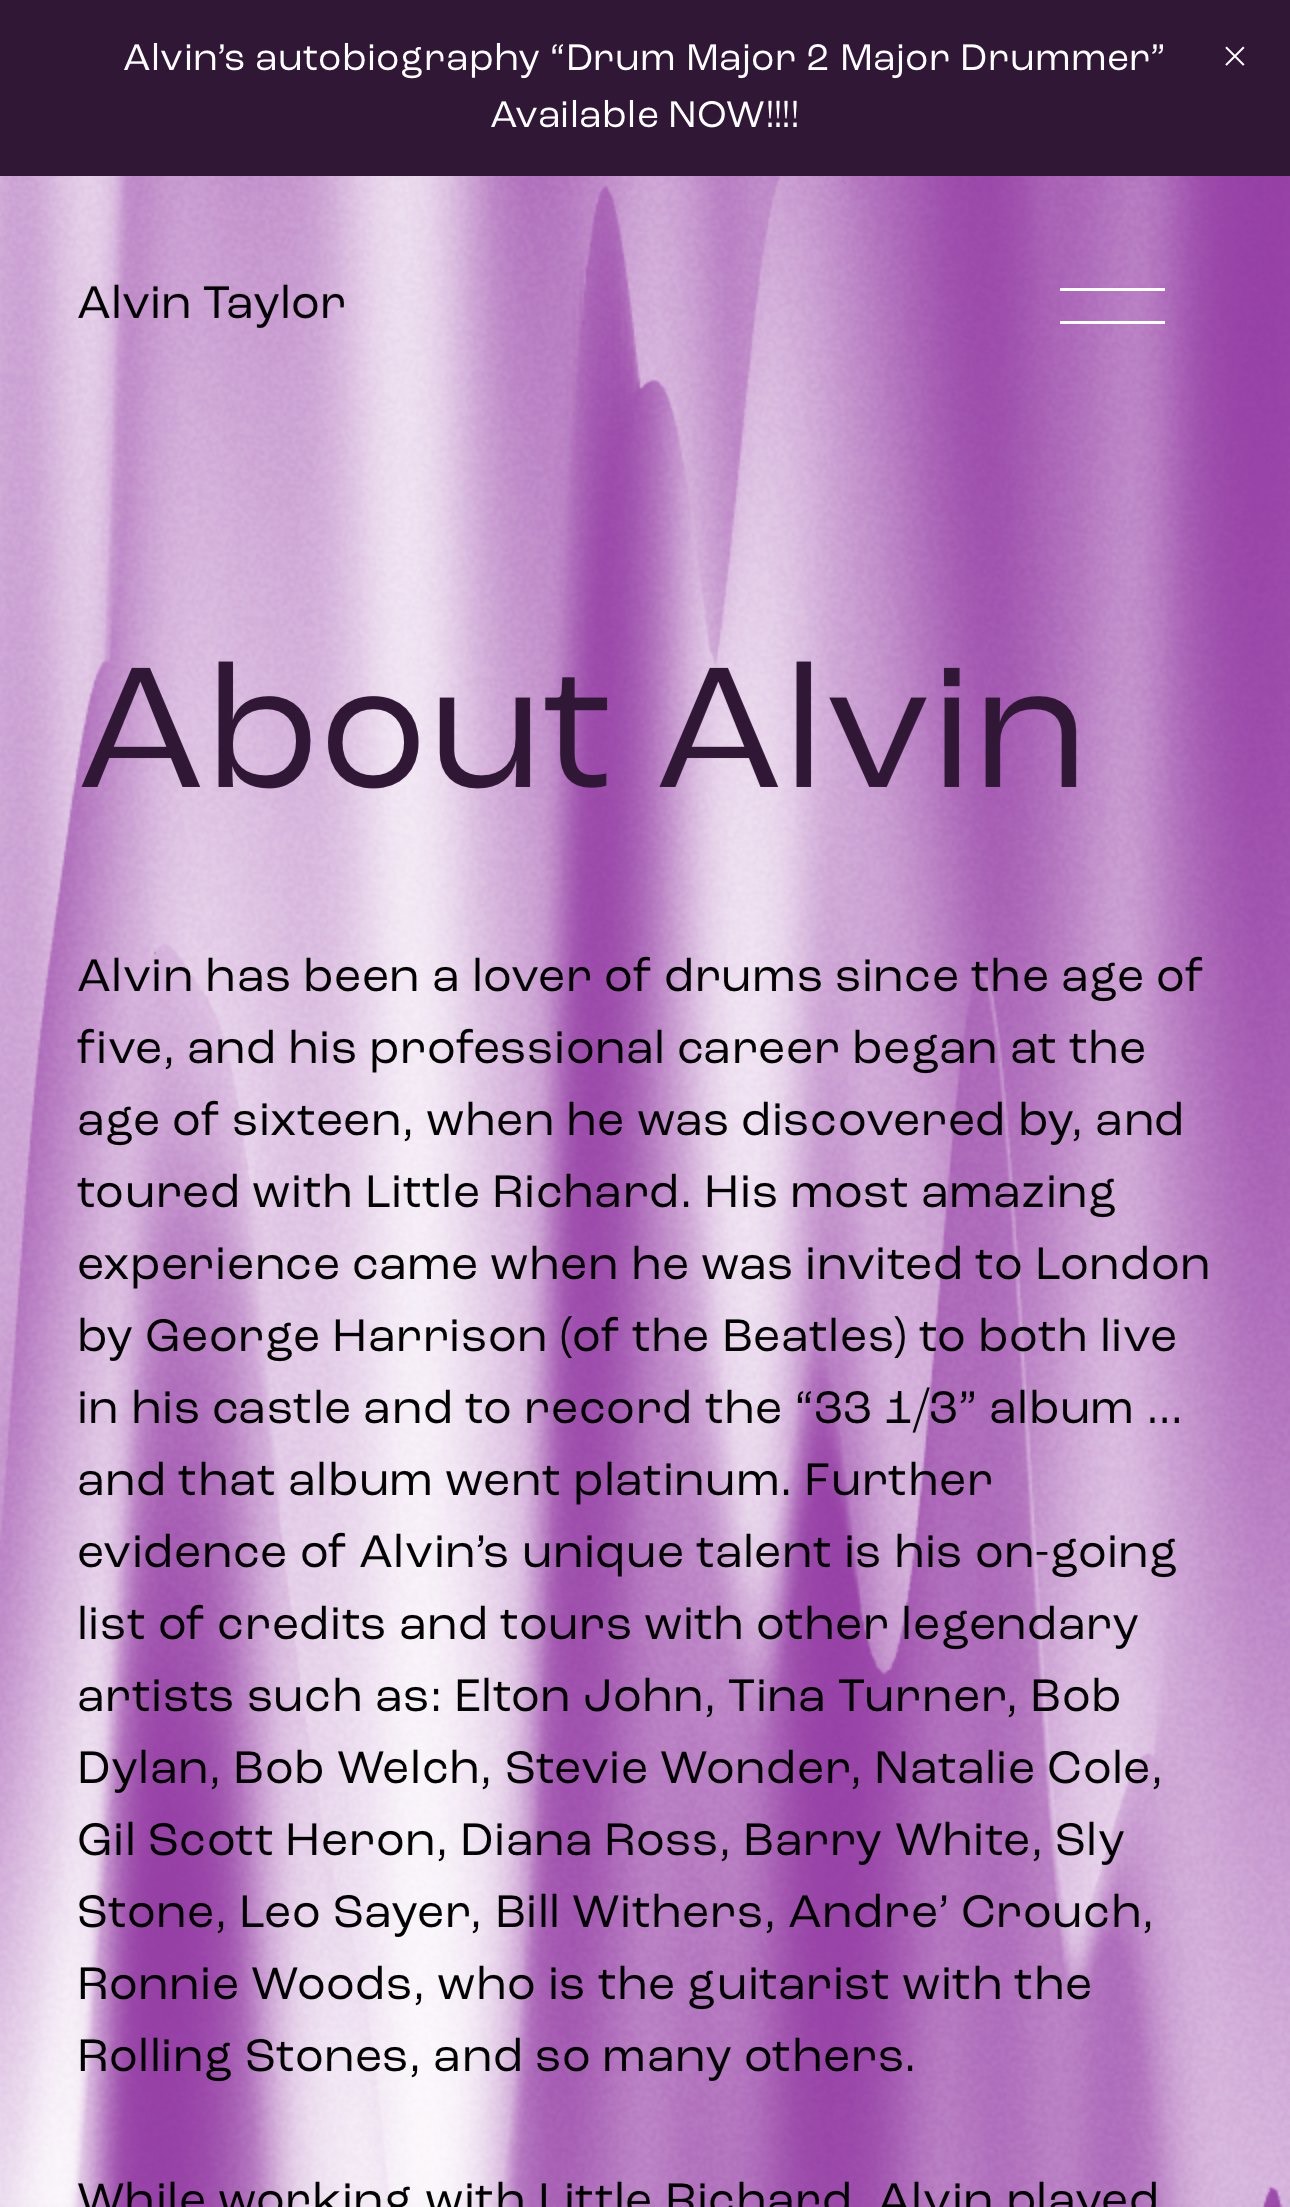 Alvin’s autobiography “Drum Major 2 Major Drummer”
Available NOW!!!!
Alvin Taylor
About Alvin
Alvin has been a lover of drums since the age of
five, and his professional career began at the
age of sixteen, when he was discovered by, and
toured with Little Richard. His most amazing
experience came when he was invited to London
by George Harrison (of the Beatles) to both live
in his castle and to record the “33 1/3” album ...
and that album went platinum. Further
evidence of Alvin’s unique talent is his on-going
list of credits and tours with other legendary
artists such as: Elton John, Tina Turner, Bob
Dylan, Bob Welch, Stevie Wonder, Natalie Cole,
Gil Scott Heron, Diana Ross, Barry White, Sly
Stone, Leo Sayer, Bill Withers, Andre’ Crouch,
Ronnie Woods, who is the guitarist with the
Rolling Stones, and so many others.
While working with Little Richard, Alvin played